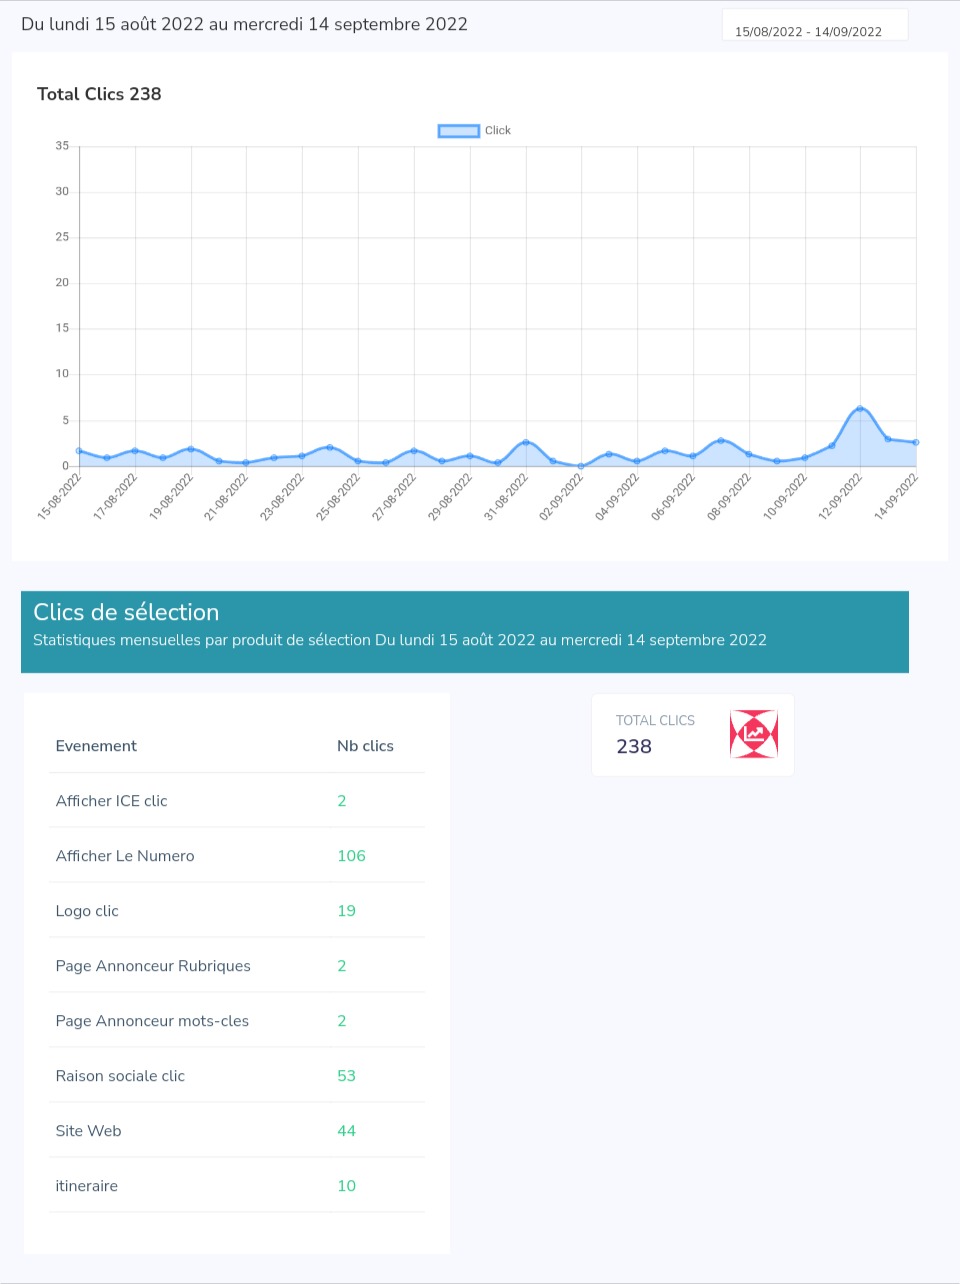 Du lundi 15 août 2022 au mercredi 14 septembre 2022
15/08/2022 - 14/09/2022
Total Clics 238
Click
35
30
25
20
15
10
5
0
15-08-2022
17-08-2022
19-08-2022
21-08-2022
23-08-2022
25-08-2022
27-08-2022
29-08-2022
31-08-2022
02-09-2022
04-09-2022
06-09-2022
08-09-2022
10-09-2022
12-09-2022
14-09-2022
Clics de sélection
Statistiques mensuelles par produit de sélection Du lundi 15 août 2022 au mercredi 14 septembre 2022
Evenement Nb clics
Afficher ICE clic 2
Afficher Le Numero 106
Logo clic 19
Page Annonceur Rubriques 2
Page Annonceur mots-cles 2
Raison sociale clic 53
Site Web 44
itineraire 10
TOTAL CLICS
238